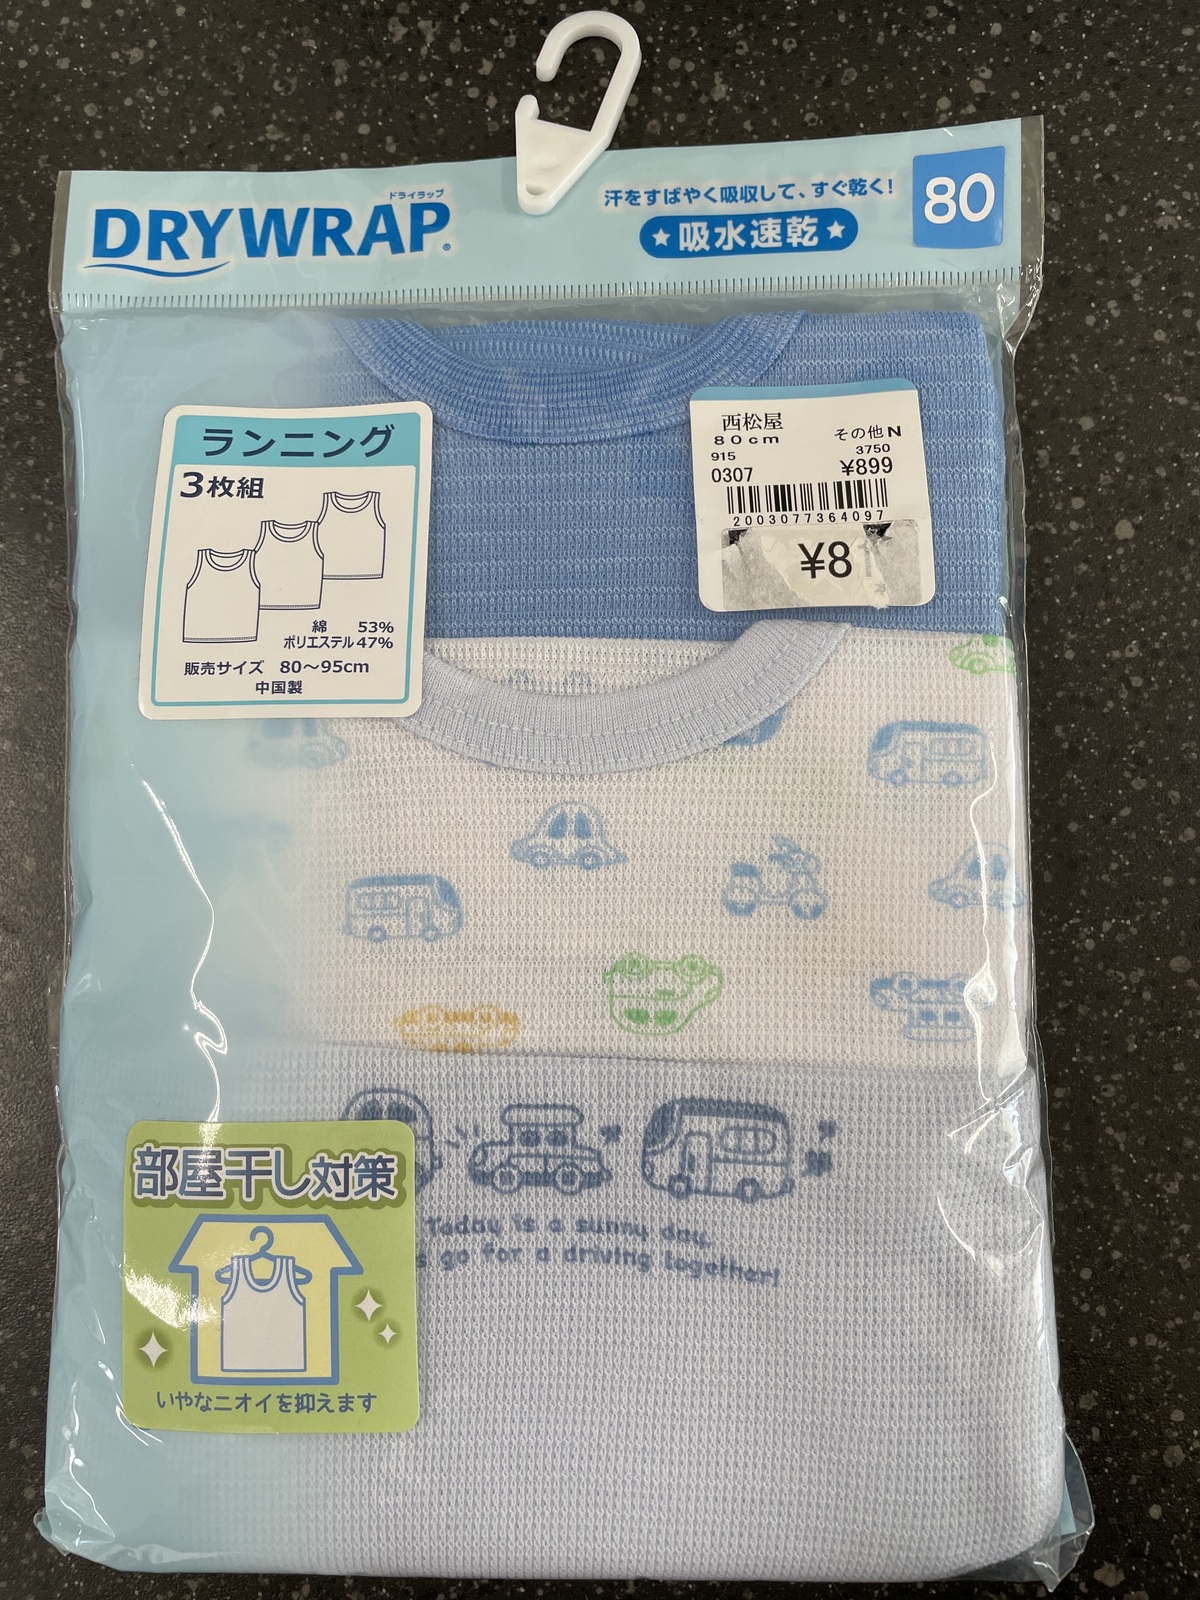 ドライラップ
DRYWRAP®
汗をすばやく吸収して、すぐ乾く!
★吸水速乾★
80
ランニング
3枚組
綿 53%
ポリエステル47%
販売サイズ 80〜95cm
中国製
西松屋
80cm その他N
915 3750
0307 ¥899
2003077364097
¥8
Today is a sunny day.
go for a driving together!
部屋干し対策
いやなニオイを抑えます